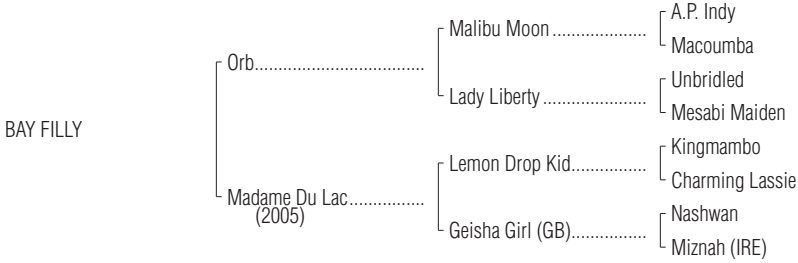 A.P. Indy
Malibu Moon.....................
Macoumba
Orb..................................
Unbridled
Lady Liberty.......................
Mesabi Maiden
BAY FILLY
Kingmambo
Lemon Drop Kid.................
Charming Lassie
Madame Du Lac................
(2005)
Nashwan
Geisha Girl (GB)................
Miznah (IRE)